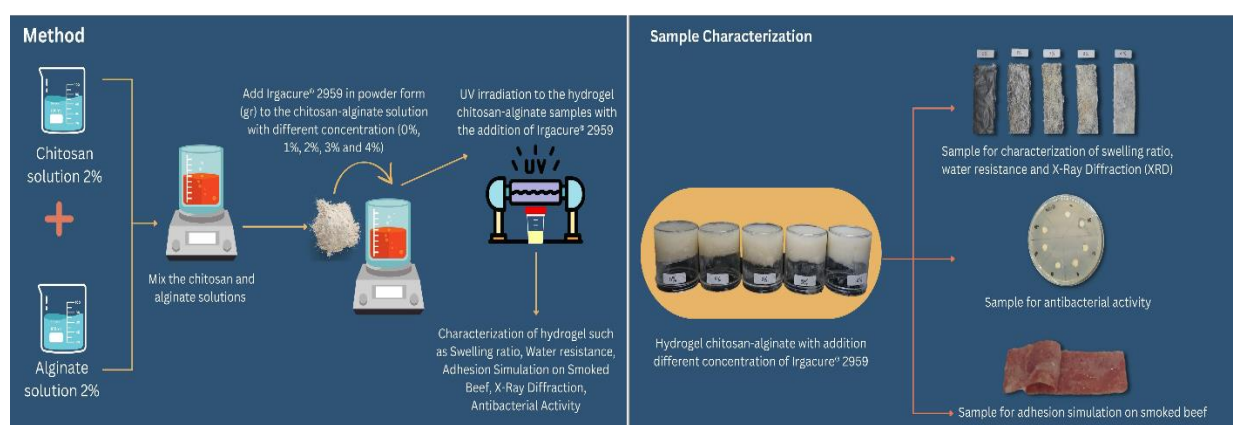 Method
Chitosan
solution 2%
Alginate
solution 2%
Mix the chitosan and
alginate solutions
Add Irgacure® 2959 in powder form
(gr) to the chitosan-alginate solution
with different concentration (0%,
1%, 2%, 3% and 4%)
UV irradiation to the hydrogel
chitosan-alginate samples with
the addition of Irgacure® 2959
UV
Characterization of hydrogel such
as Swelling ratio, Water resistance,
Adhesion Simulation on Smoked
Beef, X-Ray Diffraction,
Antibacterial Activity
Sample Characterization
Hydrogel chitosan-alginate with addition
different concentration of Irgacure® 2959
Sample for characterization of swelling ratio,
water resistance and X-Ray Diffraction (XRD)
Sample for antibacterial activity
Sample for adhesion simulation on smoked beef